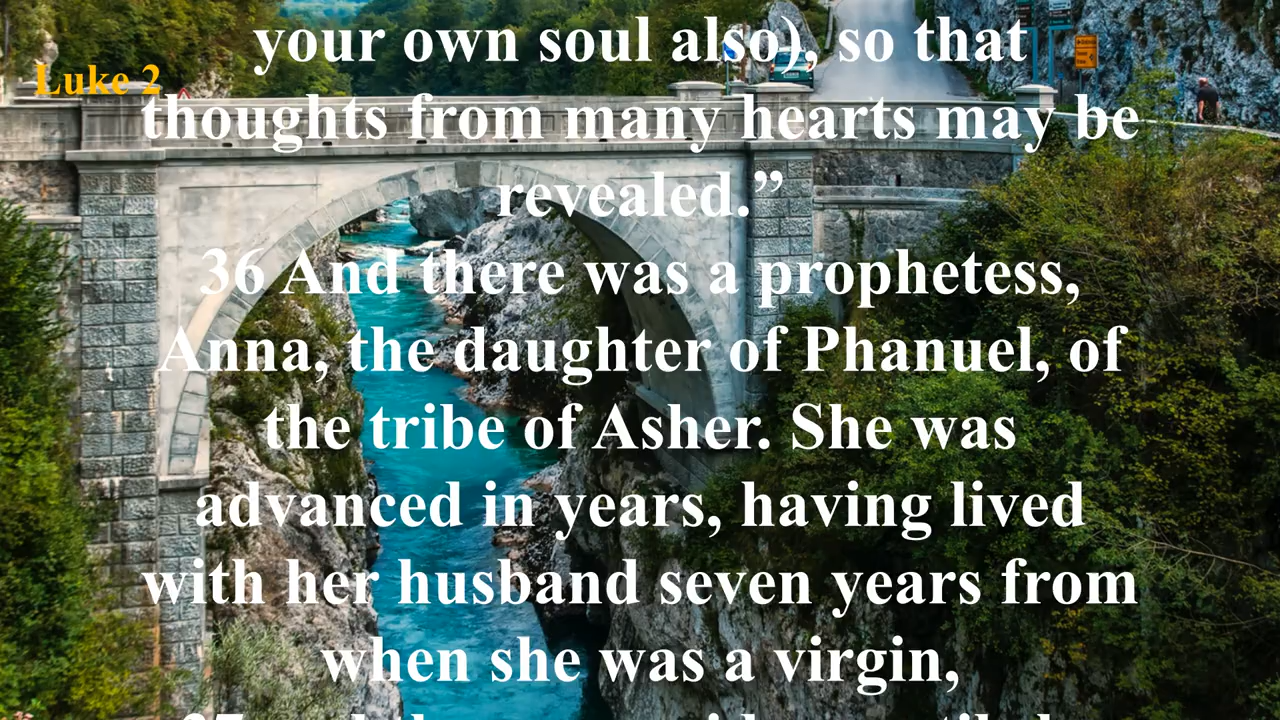 your own soul also), so that
Luke 2
thoughts from many hearts may be
revealed.”
36 And there was a prophetess,
Anna, the daughter of Phanuel, of
the tribe of Asher. She was
advanced in years, having lived
with her husband seven years from
when she was a virgin,